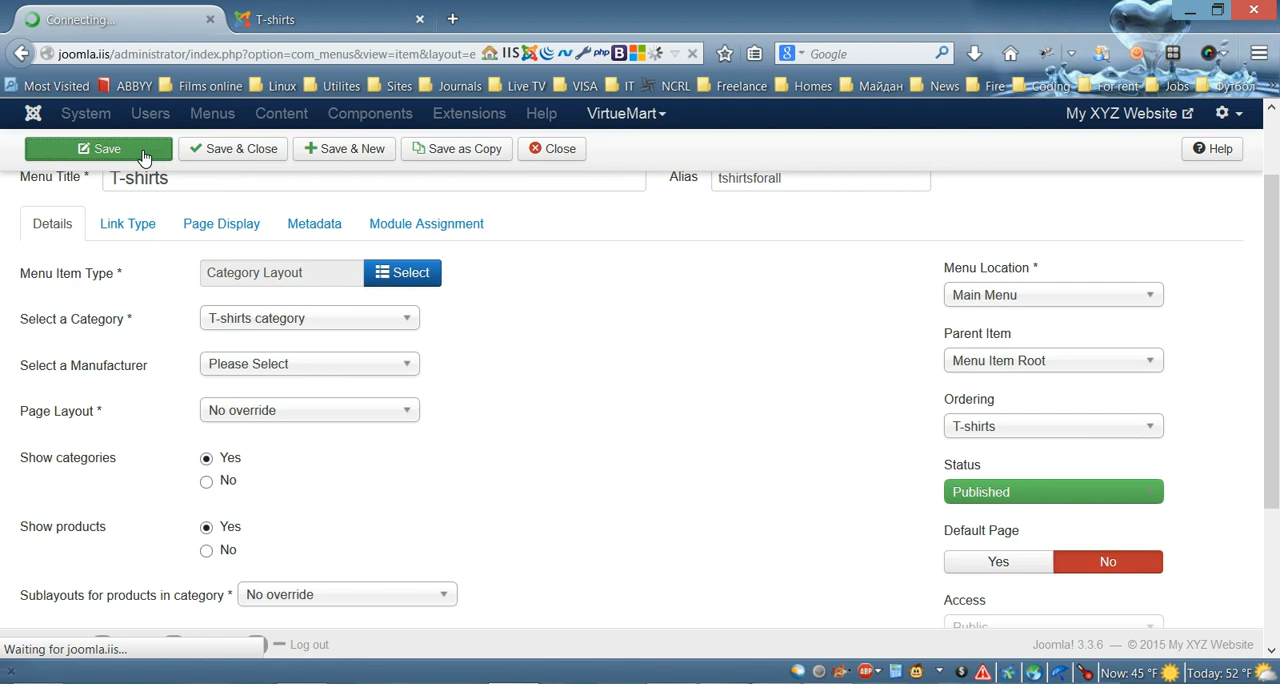 Connecting...
T-shirts
joomla.iis/administrator/index.php?option=com_menus&view=item&layout=e
IIS
php
B
Google
Most Visited
ABBYY
Films online
Linux
Utilites
Sites
Journals
Live TV
VISA
IT
NCRL
Freelance
Homes
Майдан
News
Fire
Coding
For rent
Jobs
Футбол
System
Users
Menus
Content
Components
Extensions
Help
VirtueMart
My XYZ Website
Save
Save & Close
Save & New
Save as Copy
Close
Help
Menu Title *
T-shirts
Alias
tshirtsforall
Details
Link Type
Page Display
Metadata
Module Assignment
Menu Item Type *
Category Layout
Select
Select a Category *
T-shirts category
Select a Manufacturer
Please Select
Page Layout *
No override
Show categories
Yes
No
Show products
Yes
No
Sublayouts for products in category *
No override
Menu Location *
Main Menu
Parent Item
Menu Item Root
Ordering
T-shirts
Status
Published
Default Page
Yes
No
Access
Public
Log out
Joomla! 3.3.6 — © 2015 My XYZ Website
Waiting for joomla.iis...
ABP
Now: 45 °F
Today: 52 °F